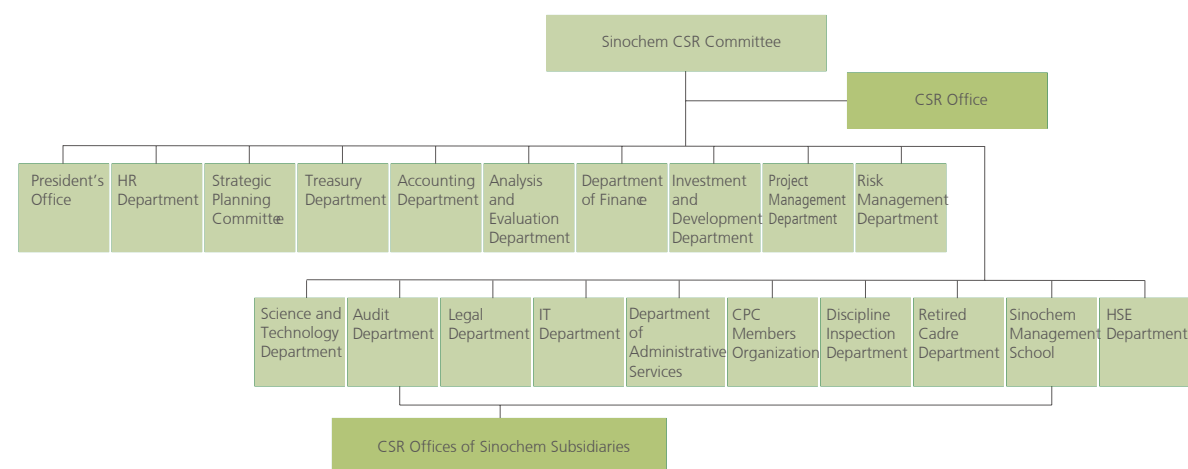 Sinochem CSR Committee
CSR Office
President's
Office
HR
Department
Strategic
Planning
Committee
Treasury
Department
Accounting
Department
Analysis
and
Evaluation
Department
Department
of Finance
Investment
and
Development
Department
Project
Management
Department
Risk
Management
Department
Science and
Technology
Department
Audit
Department
Legal
Department
IT
Department
Department
of
Administrative
Services
CPC
Members
Organization
Discipline
Inspection
Department
Retired
Cadre
Department
Sinochem
Management
School
HSE
Department
CSR Offices of Sinochem Subsidiaries